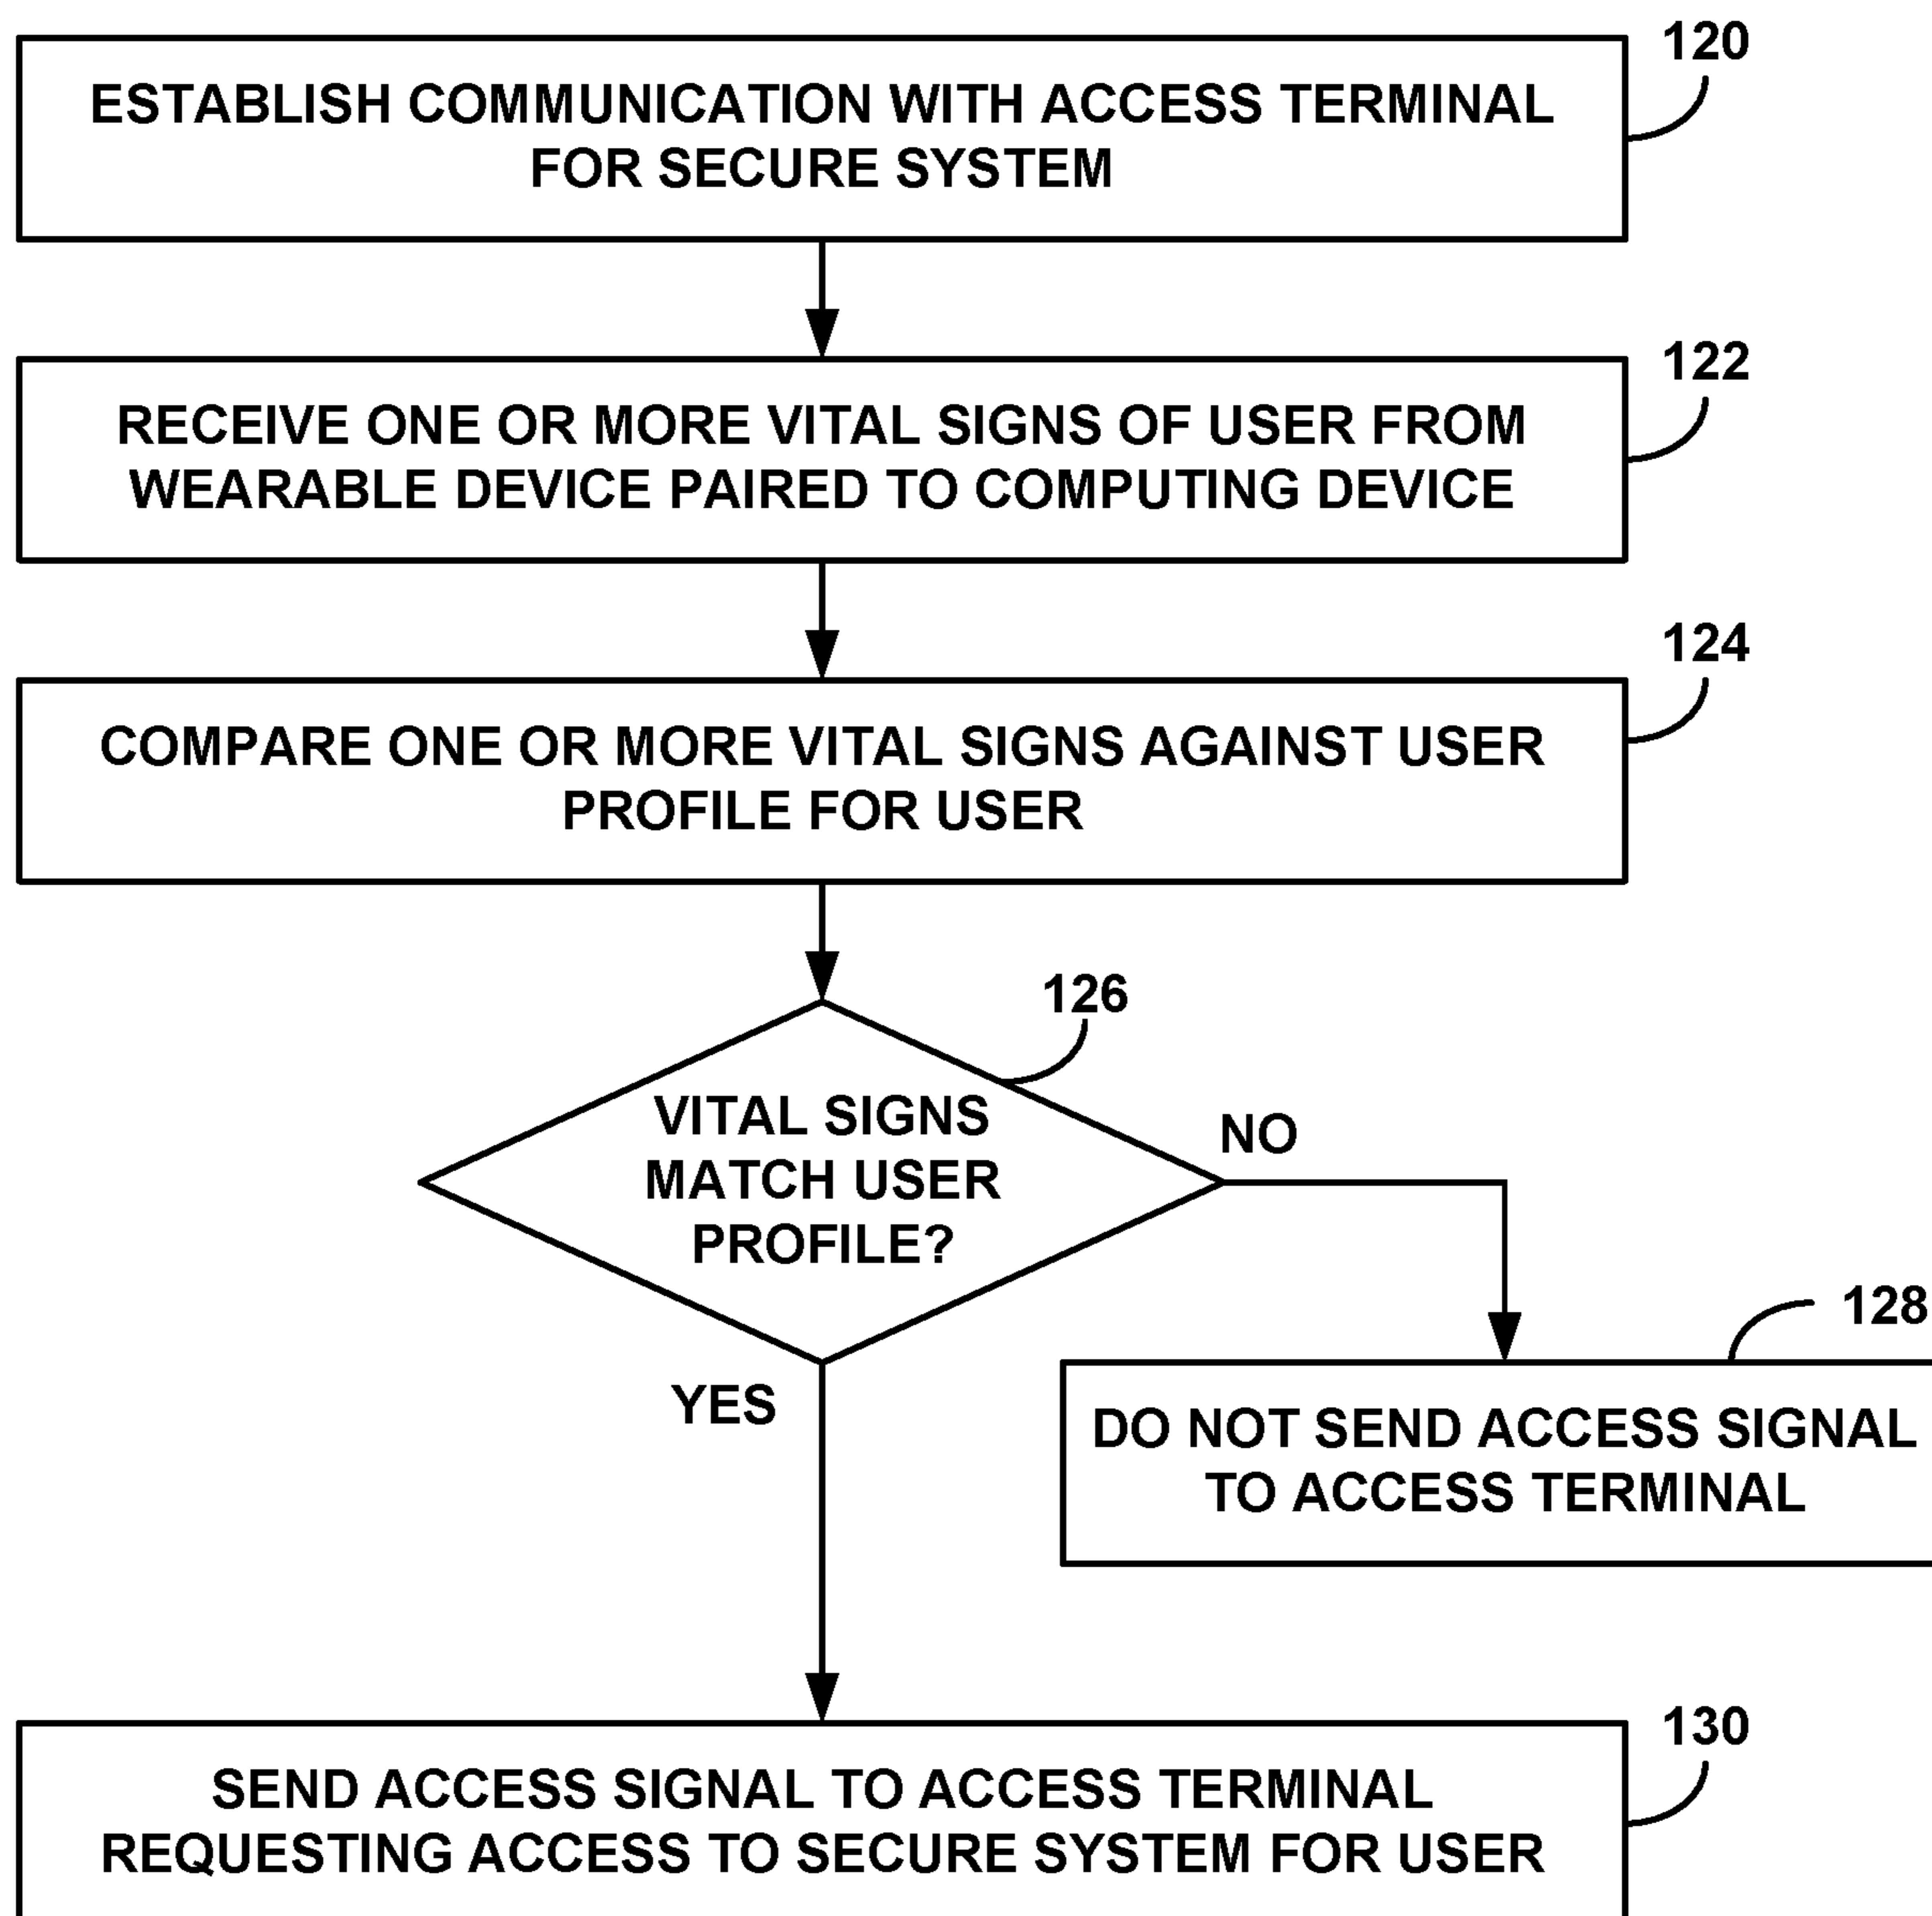 120
ESTABLISH COMMUNICATION WITH ACCESS TERMINAL
FOR SECURE SYSTEM
122
RECEIVE ONE OR MORE VITAL SIGNS OF USER FROM
WEARABLE DEVICE PAIRED TO COMPUTING DEVICE
124
COMPARE ONE OR MORE VITAL SIGNS AGAINST USER
PROFILE FOR USER
126
VITAL SIGNS
MATCH USER
PROFILE?
NO
128
DO NOT SEND ACCESS SIGNAL
TO ACCESS TERMINAL
YES
130
SEND ACCESS SIGNAL TO ACCESS TERMINAL
REQUESTING ACCESS TO SECURE SYSTEM FOR USER